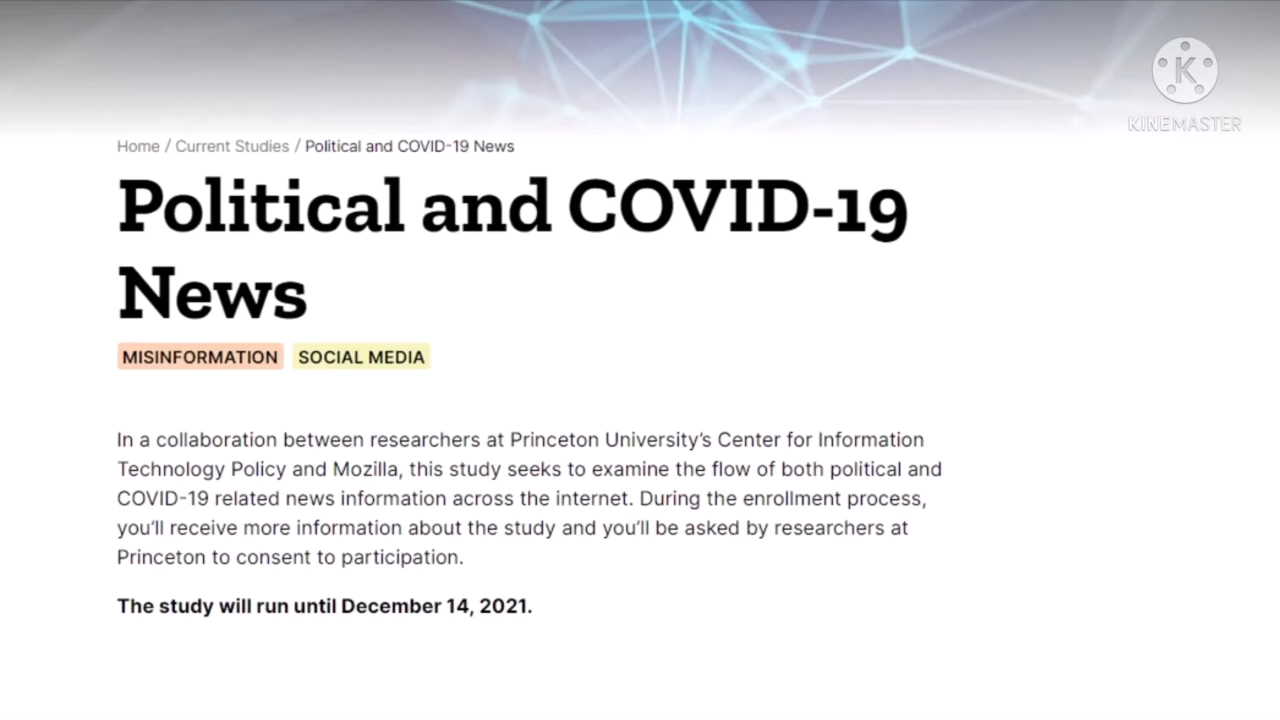 K
KINEMASTER
Home / Current Studies / Political and COVID-19 News
Political and COVID-19
News
MISINFORMATION SOCIAL MEDIA
In a collaboration between researchers at Princeton University’s Center for Information
Technology Policy and Mozilla, this study seeks to examine the flow of both political and
COVID-19 related news information across the internet. During the enrollment process,
you’ll receive more information about the study and you’ll be asked by researchers at
Princeton to consent to participation.
The study will run until December 14, 2021.